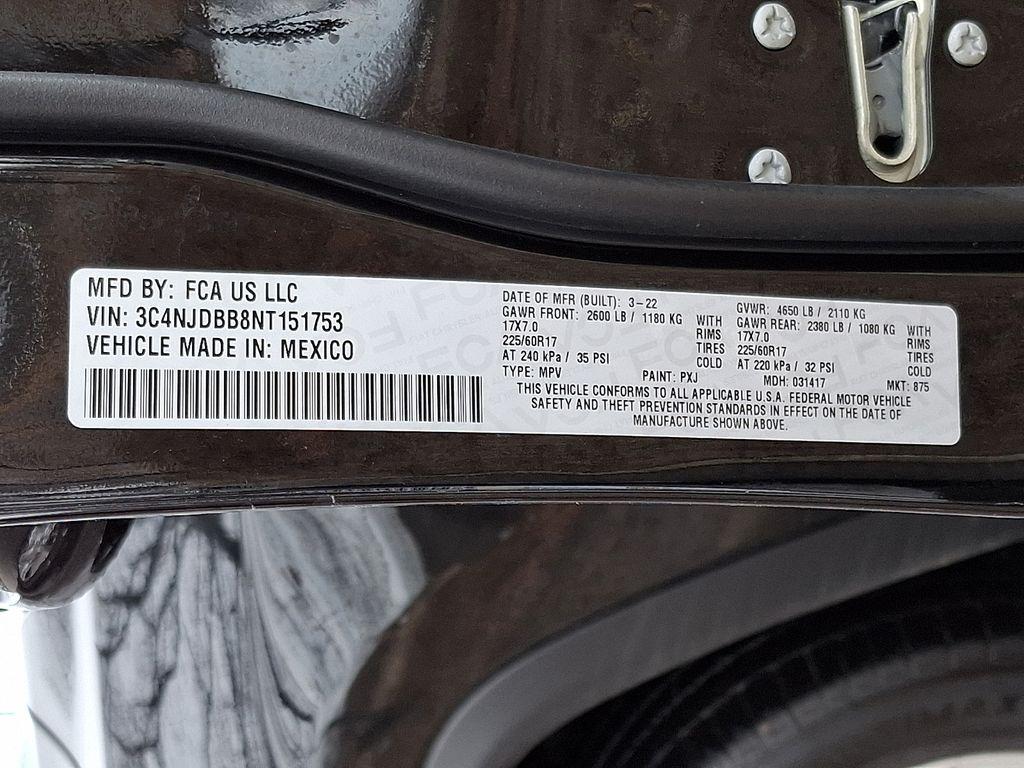 MFD BY: FCA US LLC
VIN: 3C4NJDBB8NT151753
VEHICLE MADE IN: MEXICO
DATE OF MFR (BUILT): 3-22
GAWR FRONT: 2600 LB / 1180 KG WITH
17X7.0 RIMS
225/60R17 TIRES
AT 240 kPa / 35 PSI COLD
TYPE: MPV PAINT: PXJ
GVWR: 4650 LB / 2110 KG
GAWR REAR: 2380 LB / 1080 KG WITH
17X7.0 RIMS
225/60R17 TIRES
AT 220 kPa / 32 PSI COLD
MDH: 031417 MKT: 875
THIS VEHICLE CONFORMS TO ALL APPLICABLE U.S.A. FEDERAL MOTOR VEHICLE
SAFETY AND THEFT PREVENTION STANDARDS IN EFFECT ON THE DATE OF
MANUFACTURE SHOWN ABOVE.